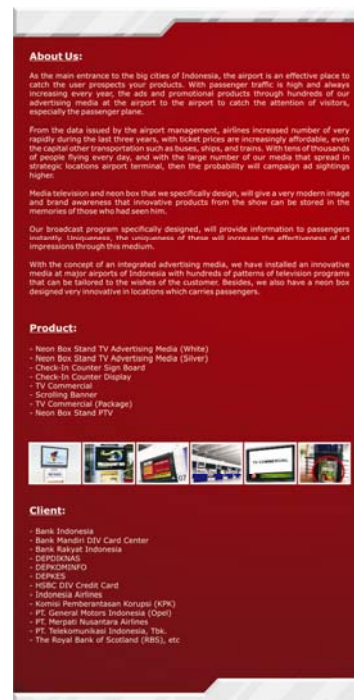 About Us:
As the main entrance to the big cities of Indonesia, the airport is an effective place to
catch the user prospects your products. With passenger traffic is high and always
increasing every year, the ads and promotional products through hundreds of our
advertising media at the airport to the airport to catch the attention of visitors,
especially the passenger plane.
From the data issued by the airport management, airlines increased number of very
rapidly during the last three years, with ticket prices are increasingly affordable, even
the capital other transportation such as buses, ships, and trains. With tens of thousands
of people flying every day, and with the large number of our media that spread in
strategic locations airport terminal, then the probability will campaign ad sightings
higher.
Media television and neon box that we specifically design, will give a very modern image
and brand awareness that innovative products from the show can be stored in the
memories of those who had seen him.
Our broadcast program specifically designed, will provide information to passengers
instantly. Uniqueness, the uniqueness of these will increase the effectiveness of ad
impressions through this medium.
With the concept of an integrated advertising media, we have installed an innovative
media at major airports of Indonesia with hundreds of patterns of television programs
that can be tailored to the wishes of the customer. Besides, we also have a neon box
designed very innovative in locations which carries passengers.
Product:
- Neon Box Stand TV Advertising Media (White)
- Neon Box Stand TV Advertising Media (Silver)
- Check-In Counter Sign Board
- Check-In Counter Display
- TV Commercial
- Scrolling Banner
- TV Commercial (Package)
- Neon Box Stand PTV
TV COMMERCIAL
Client:
- Bank Indonesia
- Bank Mandiri DIV Card Center
- Bank Rakyat Indonesia
- DEPDIKNAS
- DEPKOMINFO
- DEPKES
- HSBC DIV Credit Card
- Indonesia Airlines
- Komisi Pemberantasan Korupsi (KPK)
- PT. General Motors Indonesia (Opel)
- PT. Merpati Nusantara Airlines
- PT. Telekomunikasi Indonesia, Tbk.
- The Royal Bank of Scotland (RBS), etc